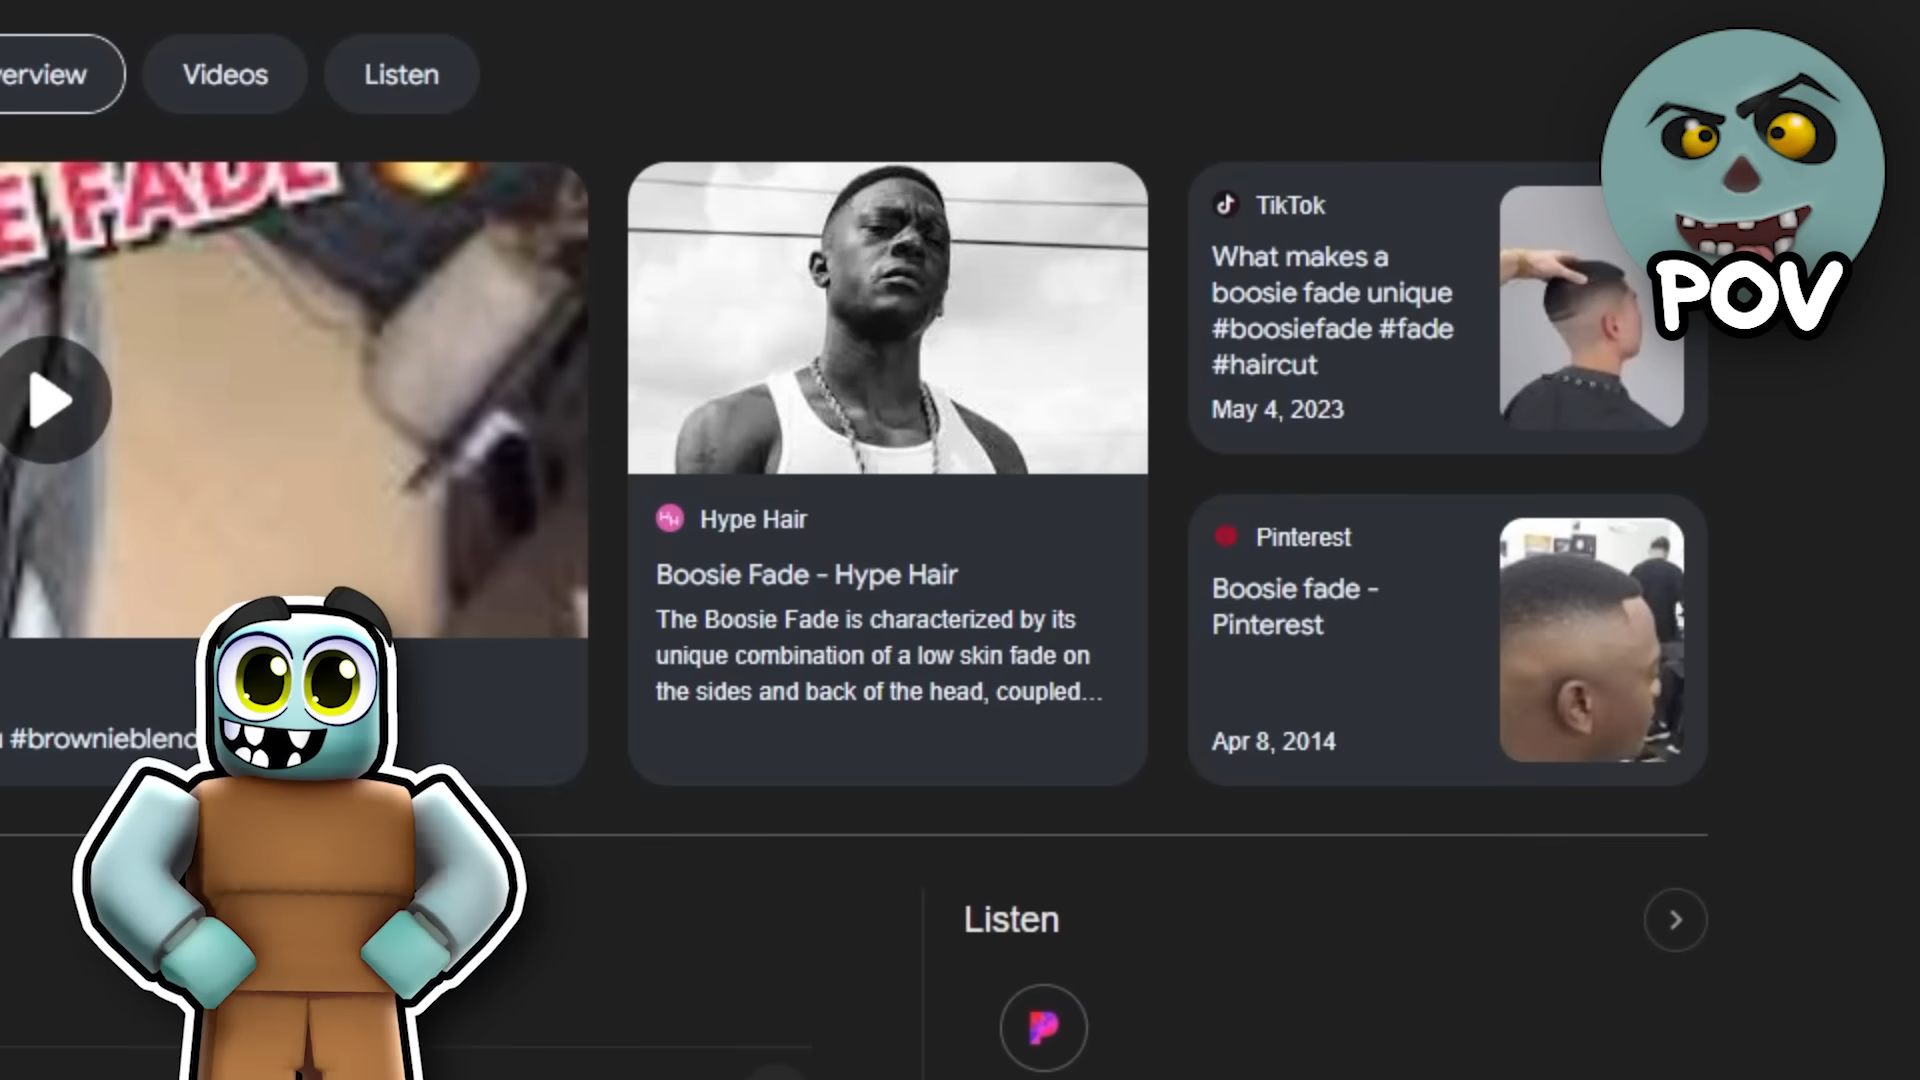 Videos
Listen
E FADE
Hype Hair
Boosie Fade - Hype Hair
The Boosie Fade is characterized by its
unique combination of a low skin fade on
the sides and back of the head, coupled...
TikTok
What makes a
boosie fade unique
#boosiefade #fade
#haircut
May 4, 2023
Pinterest
Boosie fade -
Pinterest
Apr 8, 2014
POV
#brownieblend
Listen